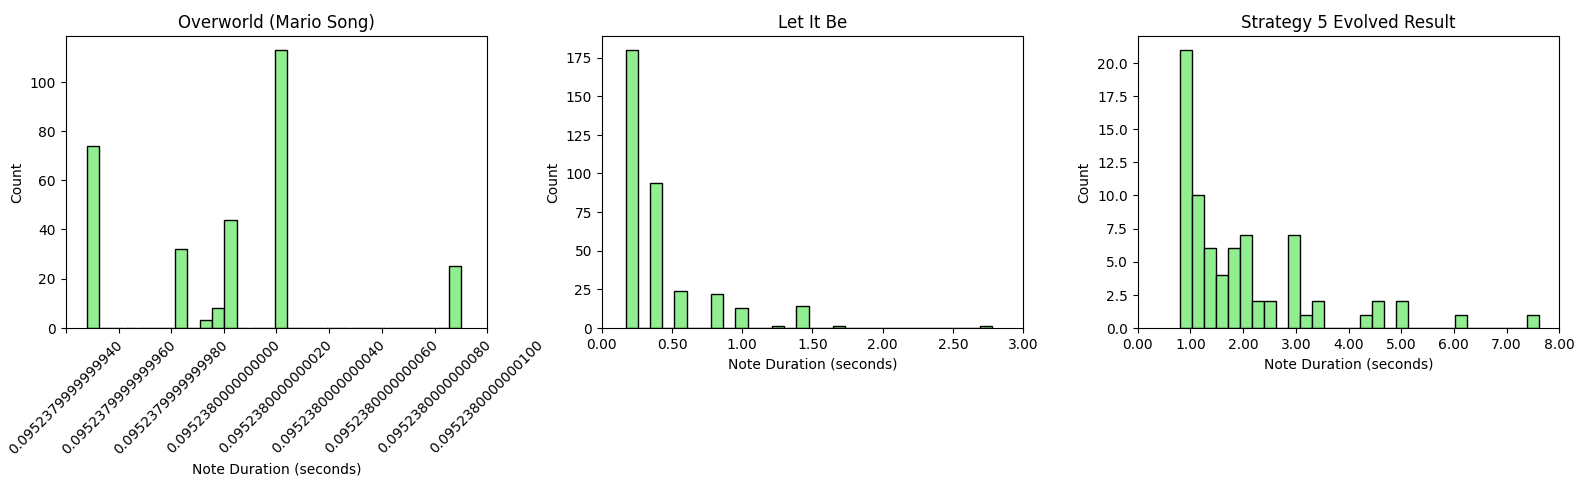 Overworld (Mario Song)
Count
100
80
60
40
20
0
0.0952379999999940
0.0952379999999960
0.0952379999999980
0.0952380000000000
0.0952380000000020
0.0952380000000040
0.0952380000000060
0.0952380000000080
0.0952380000000100
Note Duration (seconds)
Let It Be
Count
175
150
125
100
75
50
25
0
0.00 0.50 1.00 1.50 2.00 2.50 3.00
Note Duration (seconds)
Strategy 5 Evolved Result
Count
20.0
17.5
15.0
12.5
10.0
7.5
5.0
2.5
0.0
0.00 1.00 2.00 3.00 4.00 5.00 6.00 7.00 8.00
Note Duration (seconds)